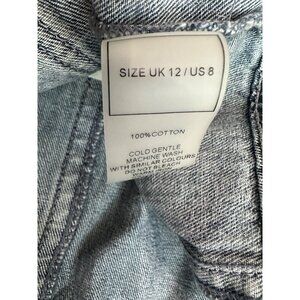 SIZE UK 12 / US 8
100%COTTON
COLD GENTLE
MACHINE WASH
WITH SIMILAR COLOURS
DO NOT BLEACH